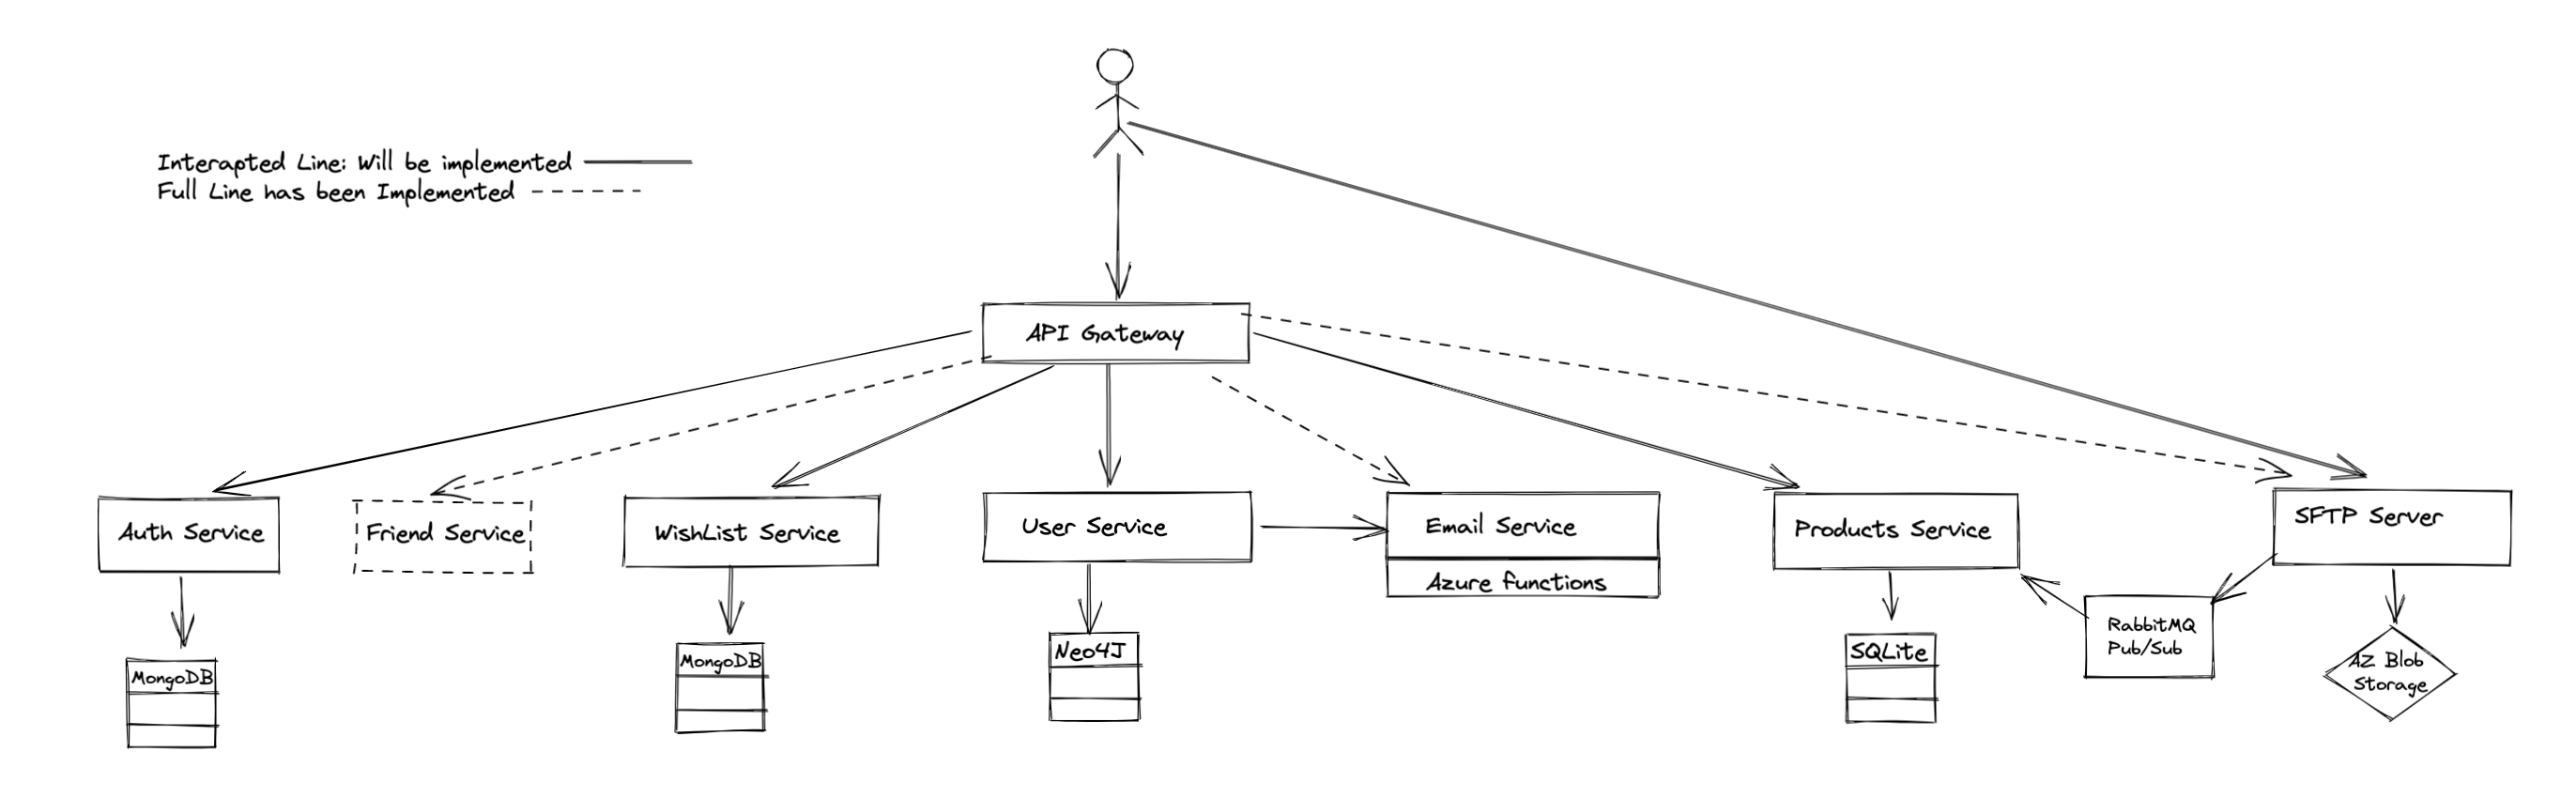 Interapted Line: Will be implemented
Full Line has been Implemented
API Gateway
Auth Service
Friend Service
WishList Service
User Service
Email Service
Azure functions
Products Service
SFTP Server
RabbitMQ
Pub/Sub
MongoDB
MongoDB
Neo4J
SQLite
AZ Blob
Storage